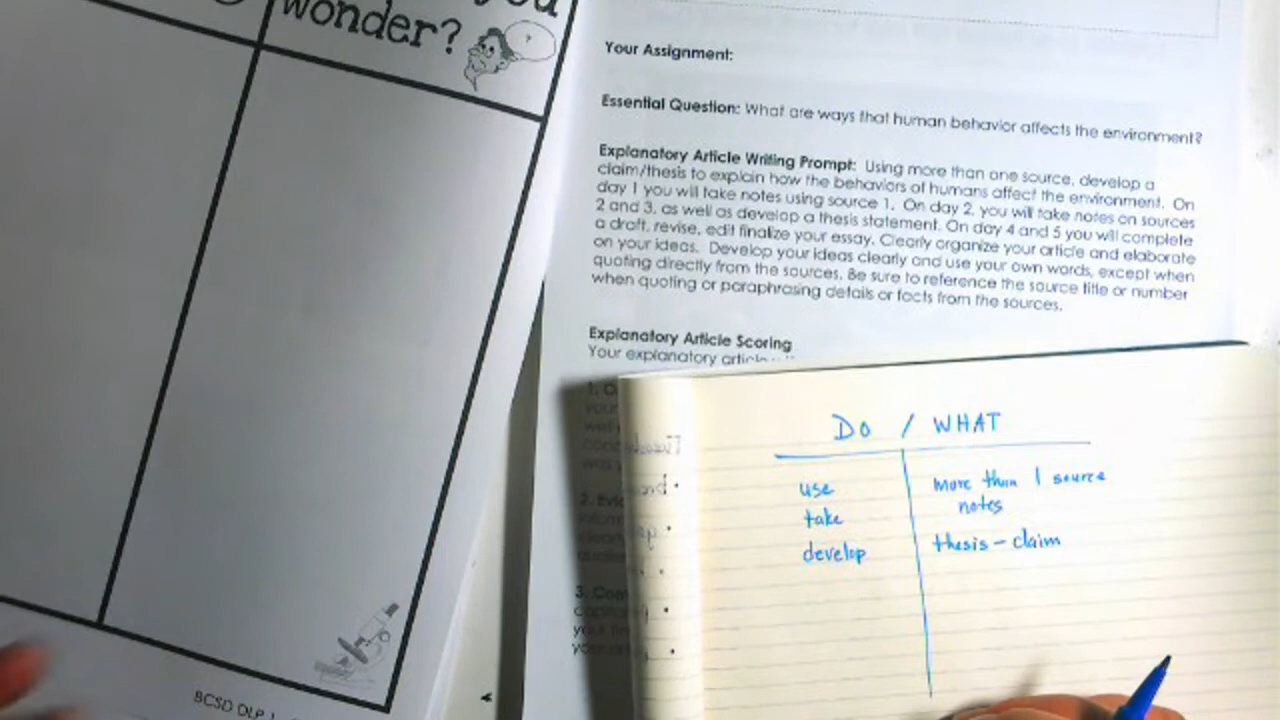 you
wonder?
?
BCSD DLP
Your Assignment:
Essential Question: What are ways that human behavior affects the environment?
Explanatory Article Writing Prompt: Using more than one source, develop a
claim/thesis to explain how the behaviors of humans affect the environment. On
day 1 you will take notes using source 1. On day 2, you will take notes on sources
2 and 3, as well as develop a thesis statement. On day 4 and 5 you will complete
a draft, revise, edit finalize your essay. Clearly organize your article and elaborate
on your ideas. Develop your ideas clearly and use your own words, except when
quoting directly from the sources. Be sure to reference the source title or number
when quoting or paraphrasing details or facts from the sources.
Explanatory Article Scoring
Your explanatory article
DO / WHAT
use more than 1 source
take notes
develop thesis - claim